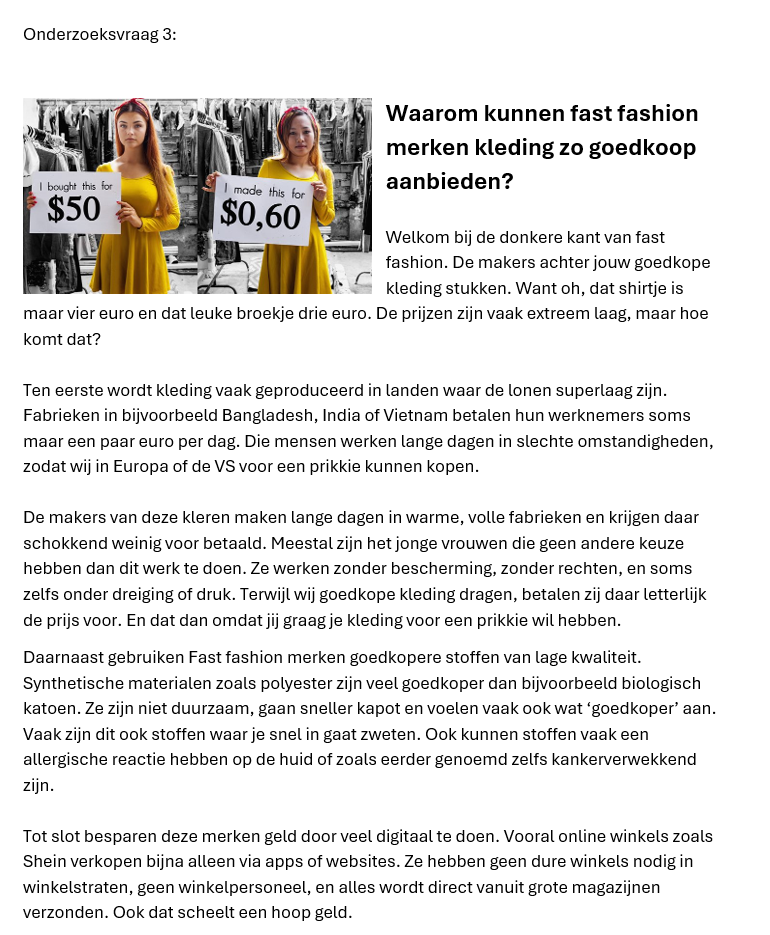 Onderzoeksvraag 3:
I bought this for
$50
I made this for
$0,60
Waarom kunnen fast fashion
merken kleding zo goedkoop
aanbieden?
Welkom bij de donkere kant van fast
fashion. De makers achter jouw goedkope
kleding stukken. Want oh, dat shirtje is
maar vier euro en dat leuke broekje drie euro. De prijzen zijn vaak extreem laag, maar hoe
komt dat?
Ten eerste wordt kleding vaak geproduceerd in landen waar de lonen superlaag zijn.
Fabrieken in bijvoorbeeld Bangladesh, India of Vietnam betalen hun werknemers soms
maar een paar euro per dag. Die mensen werken lange dagen in slechte omstandigheden,
zodat wij in Europa of de VS voor een prikkie kunnen kopen.
De makers van deze kleren maken lange dagen in warme, volle fabrieken en krijgen daar
schokkend weinig voor betaald. Meestal zijn het jonge vrouwen die geen andere keuze
hebben dan dit werk te doen. Ze werken zonder bescherming, zonder rechten, en soms
zelfs onder dreiging of druk. Terwijl wij goedkope kleding dragen, betalen zij daar letterlijk
de prijs voor. En dat dan omdat jij graag je kleding voor een prikkie wil hebben.
Daarnaast gebruiken Fast fashion merken goedkopere stoffen van lage kwaliteit.
Synthetische materialen zoals polyester zijn veel goedkoper dan bijvoorbeeld biologisch
katoen. Ze zijn niet duurzaam, gaan sneller kapot en voelen vaak ook wat ‘goedkoper’ aan.
Vaak zijn dit ook stoffen waar je snel in gaat zweten. Ook kunnen stoffen vaak een
allergische reactie hebben op de huid of zoals eerder genoemd zelfs kankerverwekkend
zijn.
Tot slot besparen deze merken geld door veel digitaal te doen. Vooral online winkels zoals
Shein verkopen bijna alleen via apps of websites. Ze hebben geen dure winkels nodig in
winkelstraten, geen winkelpersoneel, en alles wordt direct vanuit grote magazijnen
verzonden. Ook dat scheelt een hoop geld.